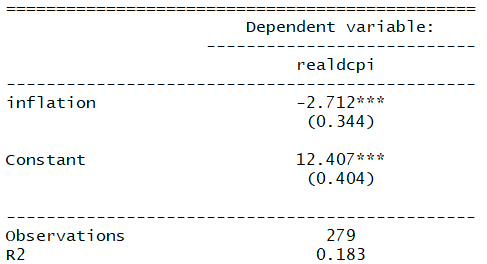 ===============================================
Dependent variable:
---------------------------
realdcpi
-----------------------------------------------
inflation -2.712***
(0.344)
Constant 12.407***
(0.404)
-----------------------------------------------
Observations 279
R2 0.183